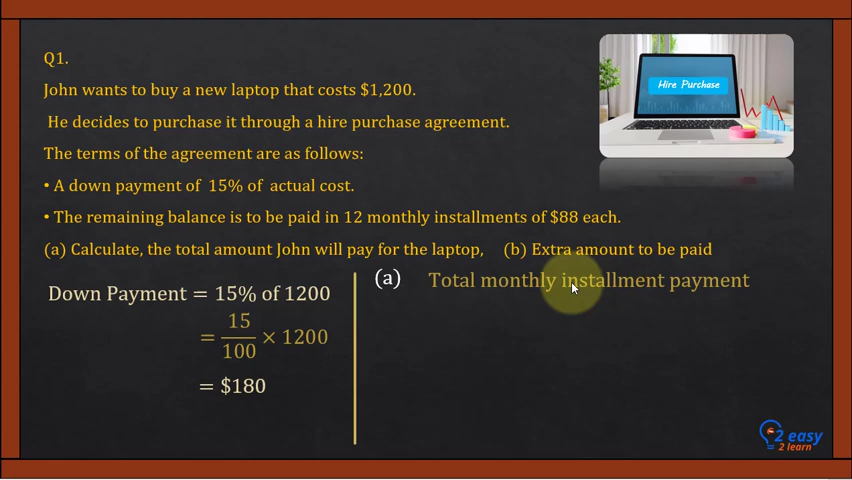 Q1.
John wants to buy a new laptop that costs $1,200.
He decides to purchase it through a hire purchase agreement.
The terms of the agreement are as follows:
• A down payment of 15% of actual cost.
• The remaining balance is to be paid in 12 monthly installments of $88 each.
(a) Calculate, the total amount John will pay for the laptop, (b) Extra amount to be paid
Hire Purchase
Down Payment = 15% of 1200
= 15/100 × 1200
= $180
(a) Total monthly installment payment
2 easy
2 learn